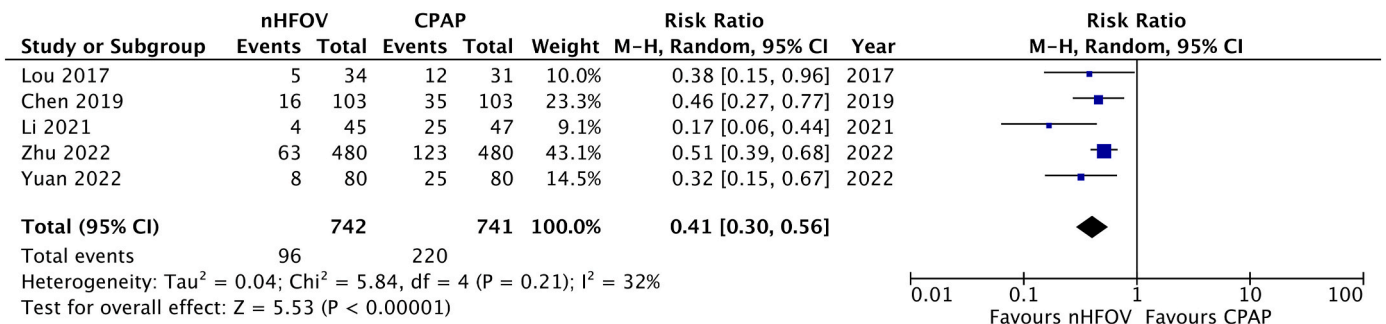 nHFOV CPAP Risk Ratio Risk Ratio
Study or Subgroup Events Total Events Total Weight M-H, Random, 95% CI Year M-H, Random, 95% CI
Lou 2017 5 34 12 31 10.0% 0.38 [0.15, 0.96] 2017
Chen 2019 16 103 35 103 23.3% 0.46 [0.27, 0.77] 2019
Li 2021 4 45 25 47 9.1% 0.17 [0.06, 0.44] 2021
Zhu 2022 63 480 123 480 43.1% 0.51 [0.39, 0.68] 2022
Yuan 2022 8 80 25 80 14.5% 0.32 [0.15, 0.67] 2022
Total (95% CI) 742 741 100.0% 0.41 [0.30, 0.56]
Total events 96 220
Heterogeneity: Tau² = 0.04; Chi² = 5.84, df = 4 (P = 0.21); I² = 32%
Test for overall effect: Z = 5.53 (P < 0.00001)
0.01 0.1 1 10 100
Favours nHFOV Favours CPAP